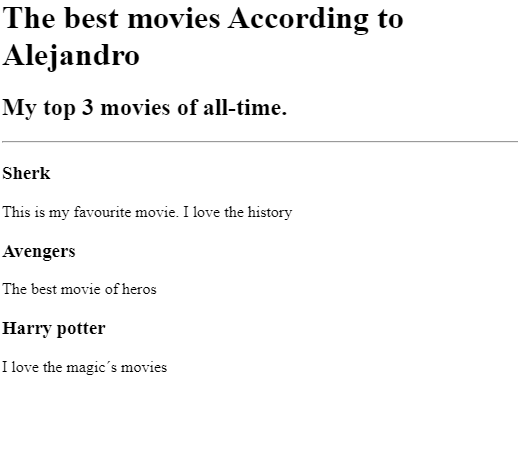 The best movies According to
Alejandro
My top 3 movies of all-time.
Sherk
This is my favourite movie. I love the history
Avengers
The best movie of heros
Harry potter
I love the magic´s movies